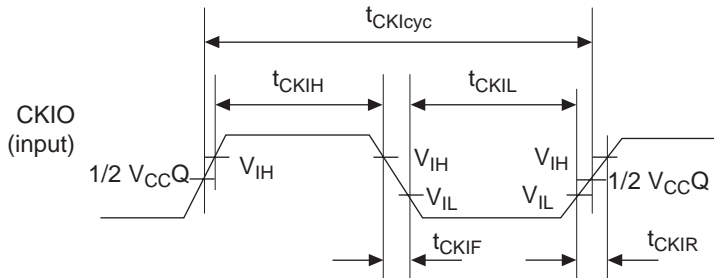 tCKIcyc
tCKIH
tCKIL
CKIO
(input)
1/2 VCCQ
VIH
VIH
VIL
VIH
VIL
1/2 VCCQ
tCKIF
tCKIR